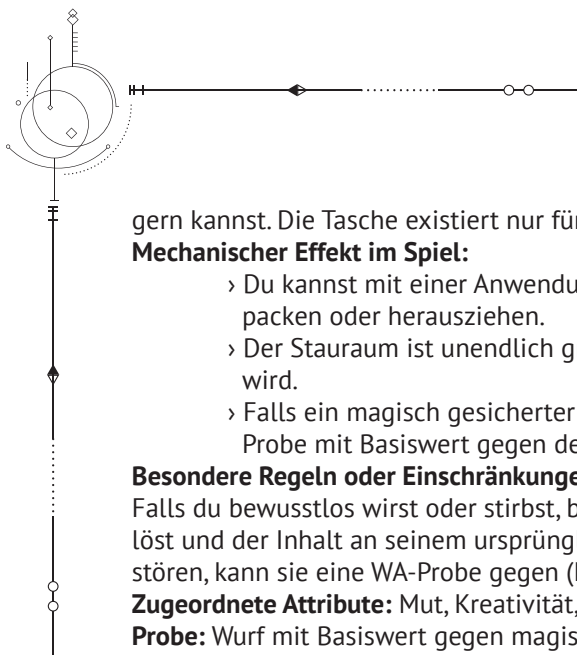 gern kannst. Die Tasche existiert nur für
Mechanischer Effekt im Spiel:
› Du kannst mit einer Anwendu
packen oder herausziehen.
› Der Stauraum ist unendlich g
wird.
› Falls ein magisch gesicherter
Probe mit Basiswert gegen de
Besondere Regeln oder Einschränkunge
Falls du bewusstlos wirst oder stirbst, b
löst und der Inhalt an seinem ursprüng
stören, kann sie eine WA-Probe gegen (
Zugeordnete Attribute: Mut, Kreativität,
Probe: Wurf mit Basiswert gegen magis